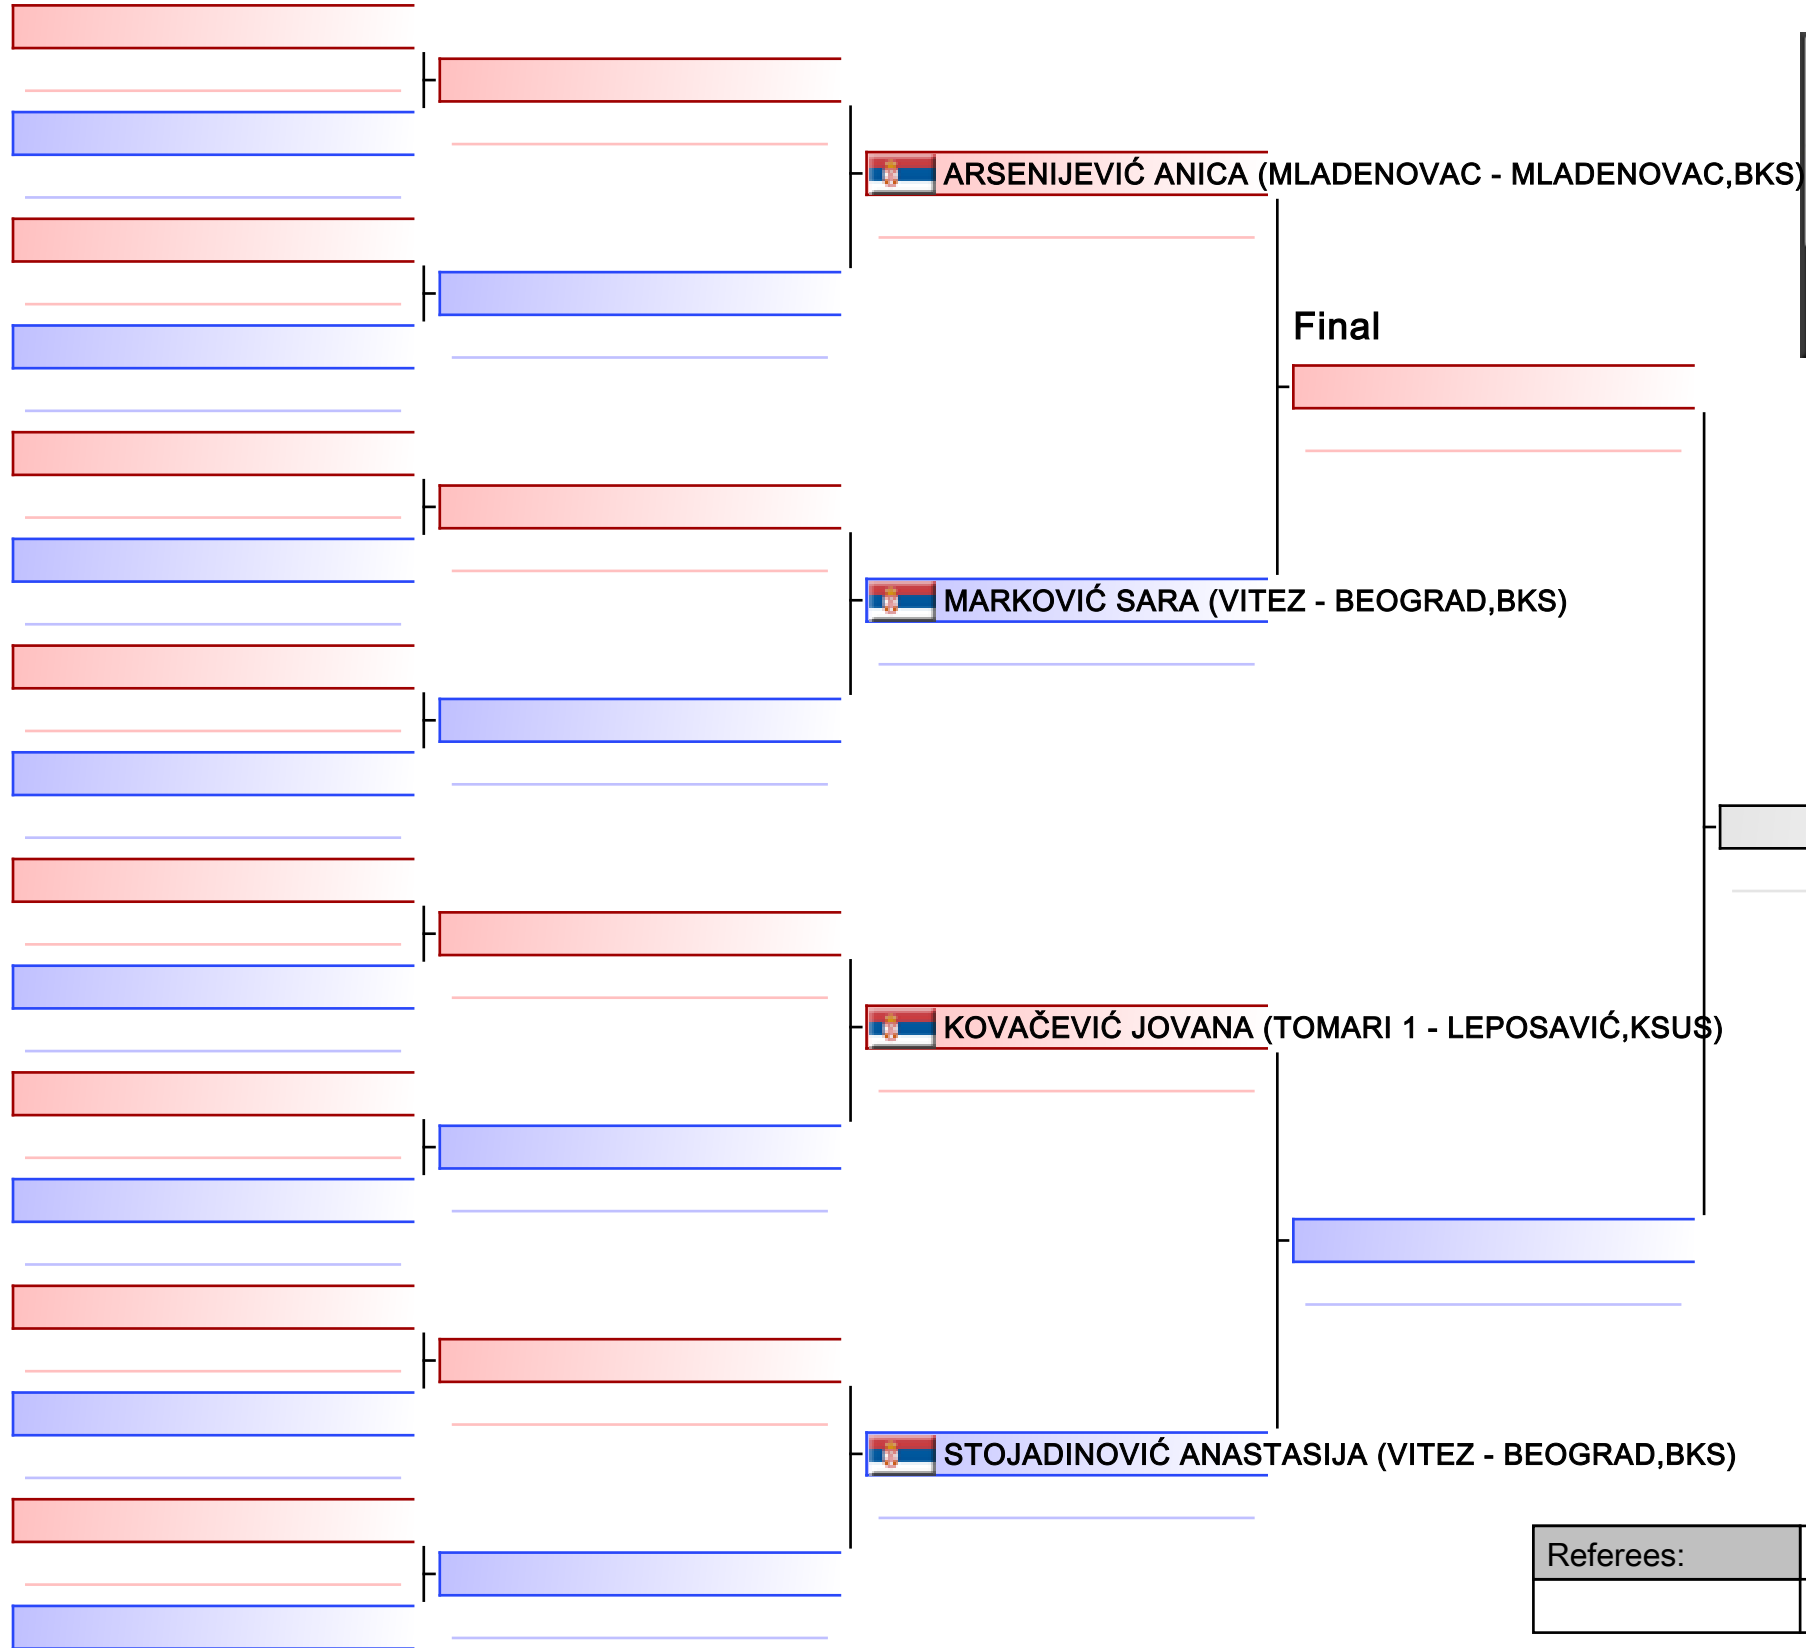 ARSENIJEVIĆ ANICA (MLADENOVAC - MLADENOVAC,BKS)
Final
MARKOVIĆ SARA (VITEZ - BEOGRAD,BKS)
KOVAČEVIĆ JOVANA (TOMARI 1 - LEPOSAVIĆ,KSUS)
STOJADINOVIĆ ANASTASIJA (VITEZ - BEOGRAD,BKS)
Referees: